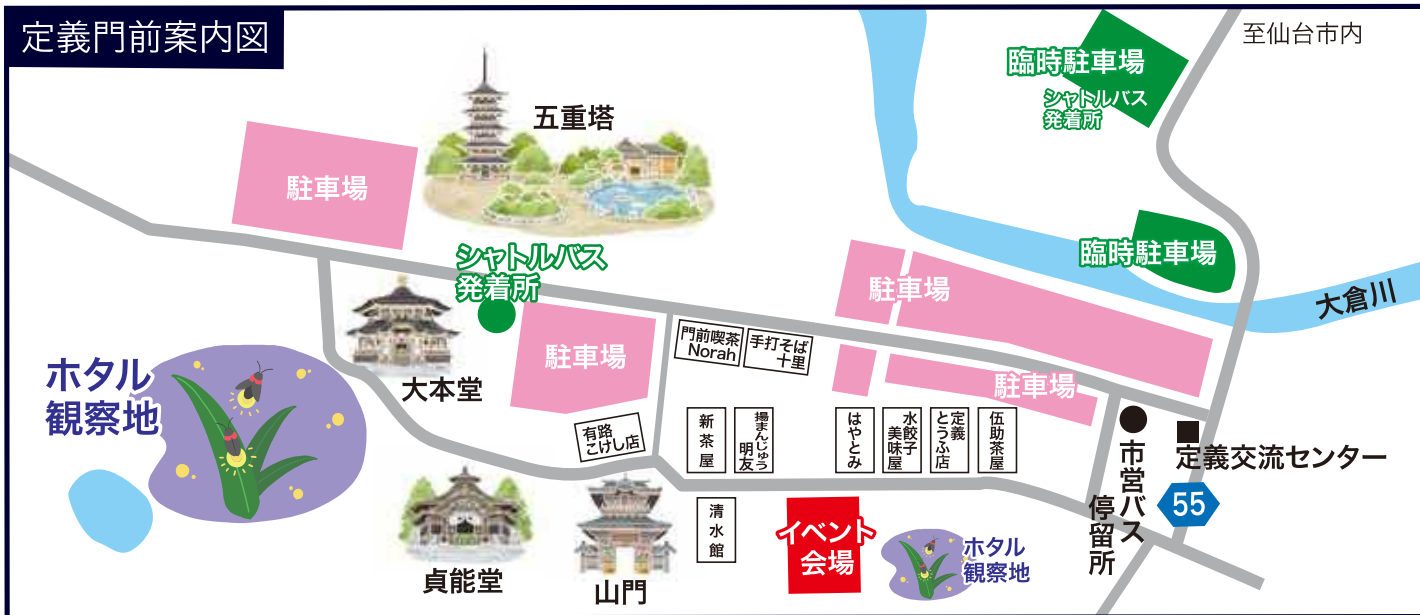 定義門前案内図
至仙台市内
臨時駐車場
シャトルバス
発着所
五重塔
駐車場
シャトルバス
発着所
臨時駐車場
大倉川
駐車場
門前喫茶
Norah
手打そば
十里
駐車場
駐車場
大本堂
ホタル
観察地
有路
こけし店
新茶屋
揚まんじゅう
明友
はやとみ
水餃子
美味屋
定義
とうふ店
伍助茶屋
市営バス
停留所
定義交流センター
55
清水館
イベント
会場
ホタル
観察地
貞能堂
山門